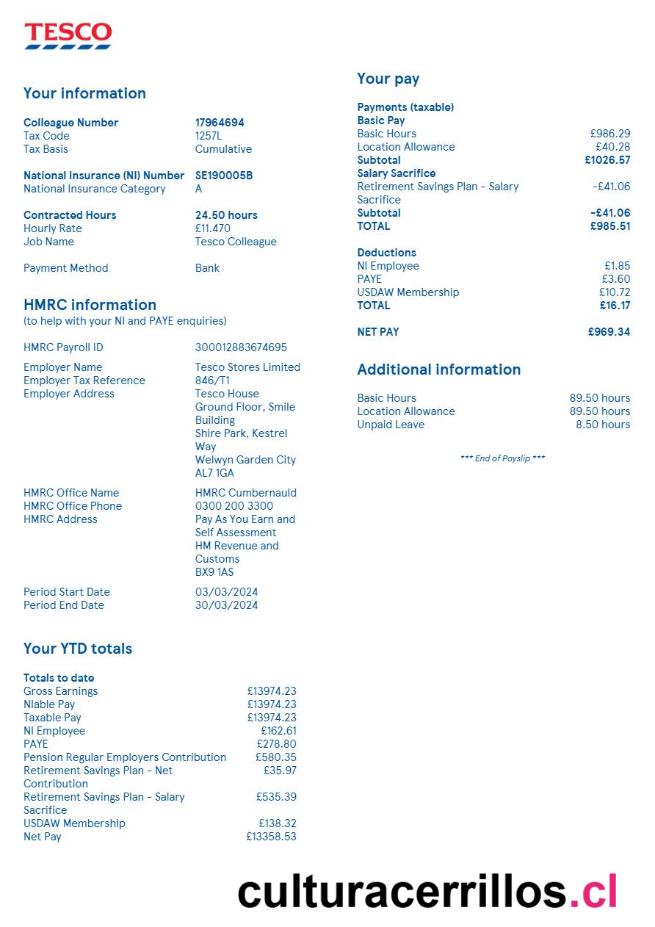 TESCO
Your information
Colleague Number 17964694
Tax Code 1257L
Tax Basis Cumulative
National Insurance (NI) Number SE190005B
National Insurance Category A
Contracted Hours 24.50 hours
Hourly Rate £11.470
Job Name Tesco Colleague
Payment Method Bank
HMRC information
(to help with your NI and PAYE enquiries)
HMRC Payroll ID 300012883674695
Employer Name Tesco Stores Limited
Employer Tax Reference 846/T1
Employer Address Tesco House
Ground Floor, Smile
Building
Shire Park, Kestrel
Way
Welwyn Garden City
AL7 1GA
HMRC Office Name HMRC Cumbernauld
HMRC Office Phone 0300 200 3300
HMRC Address Pay As You Earn and
Self Assessment
HM Revenue and
Customs
BX9 1AS
Period Start Date 03/03/2024
Period End Date 30/03/2024
Your YTD totals
Totals to date
Gross Earnings £13974.23
Niable Pay £13974.23
Taxable Pay £13974.23
NI Employee £162.61
PAYE £278.80
Pension Regular Employers Contribution £580.35
Retirement Savings Plan - Net £35.97
Contribution
Retirement Savings Plan - Salary £535.39
Sacrifice
USDAW Membership £138.32
Net Pay £13358.53
Your pay
Payments (taxable)
Basic Pay
Basic Hours £986.29
Location Allowance £40.28
Subtotal £1026.57
Salary Sacrifice
Retirement Savings Plan - Salary -£41.06
Sacrifice
Subtotal -£41.06
TOTAL £985.51
Deductions
NI Employee £1.85
PAYE £3.60
USDAW Membership £10.72
TOTAL £16.17
NET PAY £969.34
Additional information
Basic Hours 89.50 hours
Location Allowance 89.50 hours
Unpaid Leave 8.50 hours
*** End of Payslip ***
culturacerrillos.cl